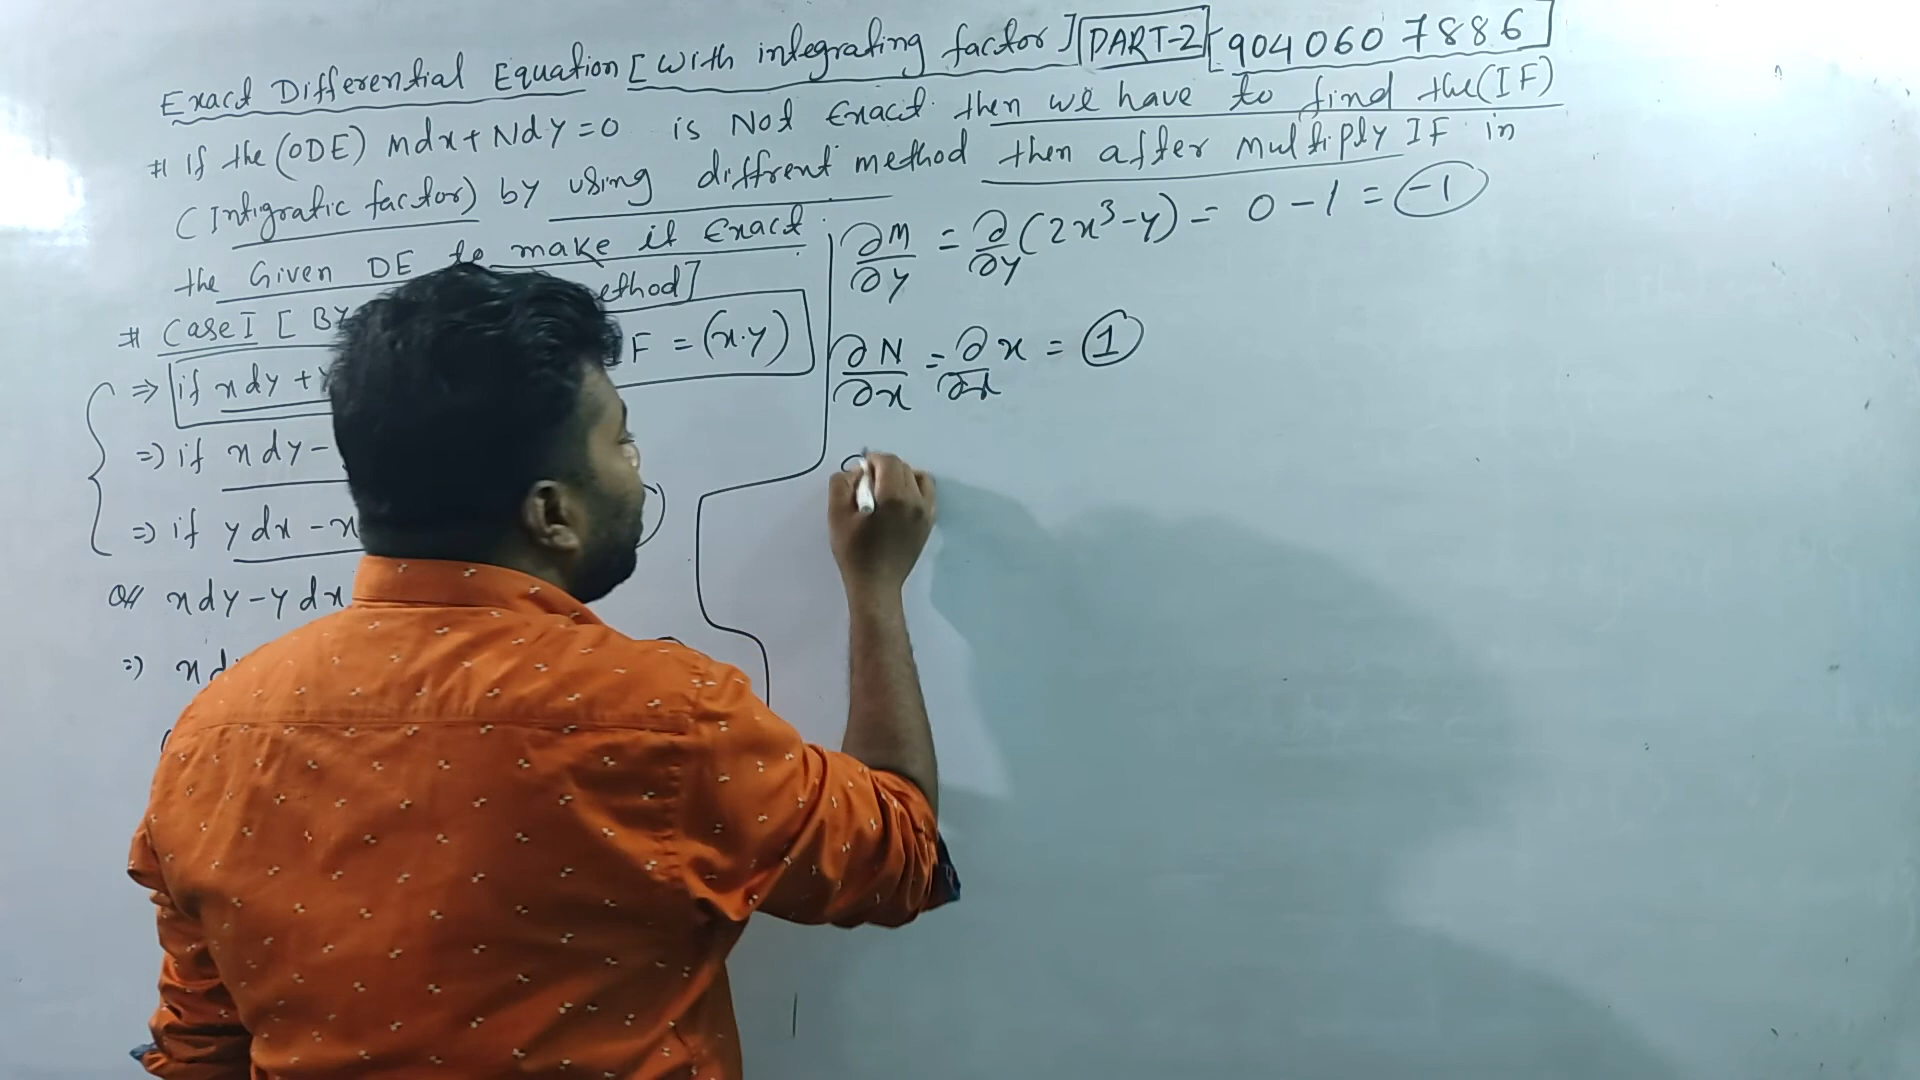 Exact Differential Equation [with integrating factor] PART-2 [9040607886]
# If the (ODE) Mdx + Ndy = 0 is Not Exact then we have to find the (IF)
(Intigratic factor) by using diffrent method then after multiply IF in
the Given DE to make it Exact.
# Case I [ BY ethod]
⇒ if xdy + y IF = (x.y)
⇒ if xdy -
⇒ if ydx - x
OR xdy - ydx
⇒ xd
∂M/∂y = ∂/∂y (2x³ - y) = 0 - 1 = -1
∂N/∂x = ∂/∂x x = 1